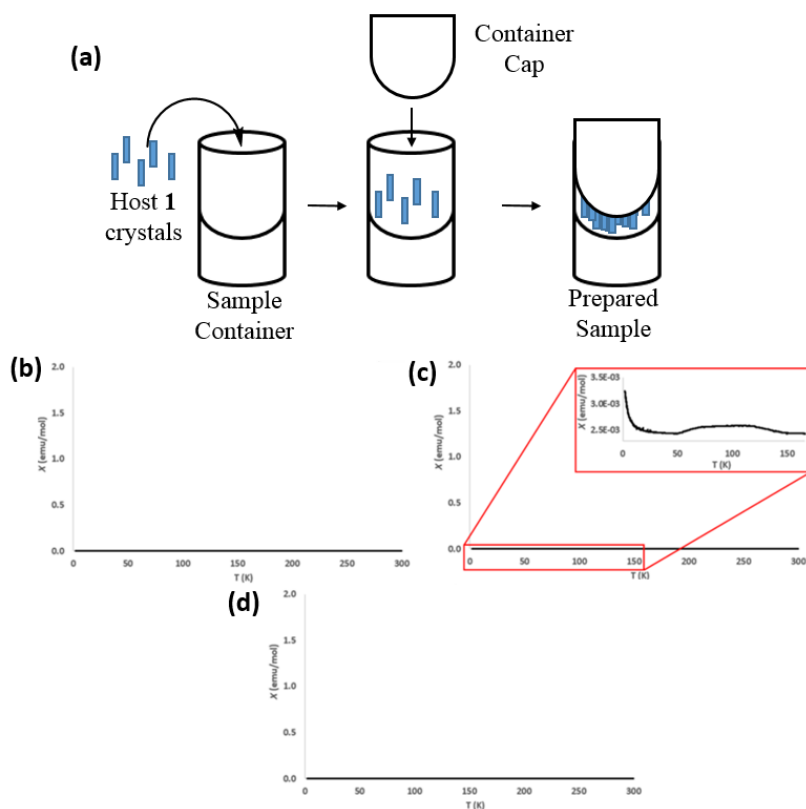 (a)
Container
Cap
Host 1
crystals
Sample
Container
Prepared
Sample
(b)
2.0
1.5
1.0
0.5
0.0
X (emu/mol)
0 50 100 150 200 250 300
T (K)
(c)
2.0
1.5
1.0
0.5
0.0
X (emu/mol)
0 50 100 150 200 250 300
T (K)
3.5E-03
3.0E-03
2.5E-03
X (emu/mol)
0 50 100 150
T (K)
(d)
2.0
1.5
1.0
0.5
0.0
X (emu/mol)
0 50 100 150 200 250 300
T (K)